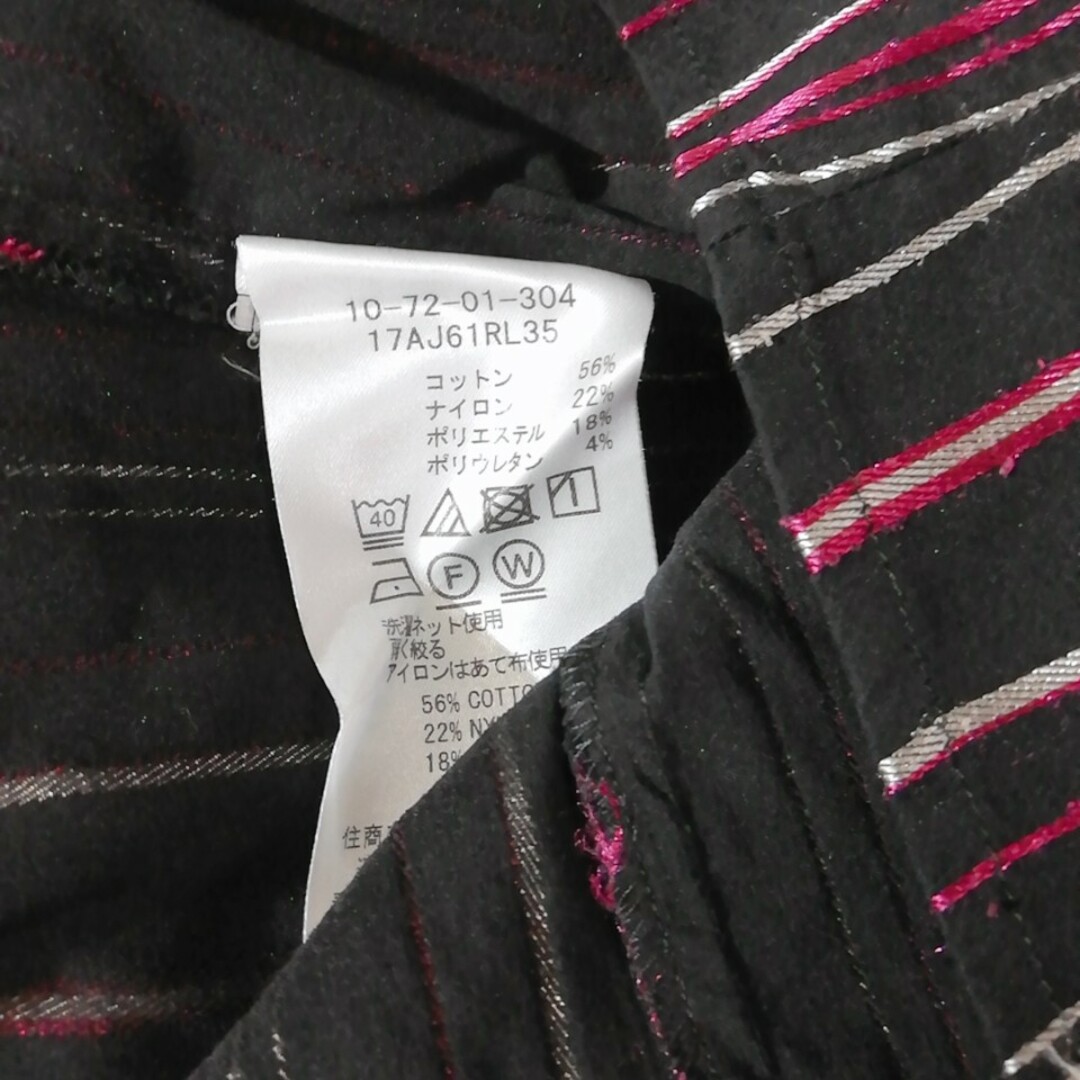 10-72-01-304
17AJ61RL35
コットン 56%
ナイロン 22%
ポリエステル 18%
ポリウレタン 4%
40
F W
洗濯ネット使用
く絞る
アイロンはあて布使用
56% COTTO
22% NY
18%
住商